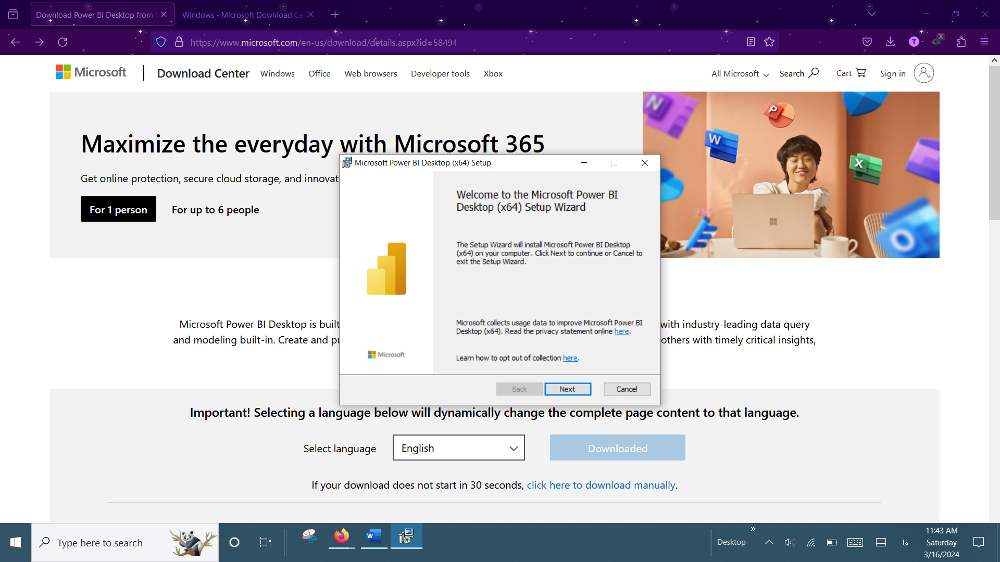 Download Power BI Desktop from
Windows - Microsoft Download Ce
https://www.microsoft.com/en-us/download/details.aspx?id=58494
T
X
Microsoft
Download Center
Windows
Office
Web browsers
Developer tools
Xbox
All Microsoft
Search
Cart
Sign in
Maximize the everyday with Microsoft 365
Get online protection, secure cloud storage, and innovat
For 1 person
For up to 6 people
N
P
W
X
O
Microsoft Power BI Desktop (x64) Setup
Welcome to the Microsoft Power BI
Desktop (x64) Setup Wizard
The Setup Wizard will install Microsoft Power BI Desktop
(x64) on your computer. Click Next to continue or Cancel to
exit the Setup Wizard.
Microsoft collects usage data to improve Microsoft Power BI
Desktop (x64). Read the privacy statement online here.
Learn how to opt out of collection here.
Microsoft
Back
Next
Cancel
Microsoft Power BI Desktop is built
with industry-leading data query
and modeling built-in. Create and pu
others with timely critical insights,
Important! Selecting a language below will dynamically change the complete page content to that language.
Select language
English
Downloaded
If your download does not start in 30 seconds, click here to download manually.
Type here to search
W
Desktop
»
فا
11:43 AM
Saturday
3/16/2024